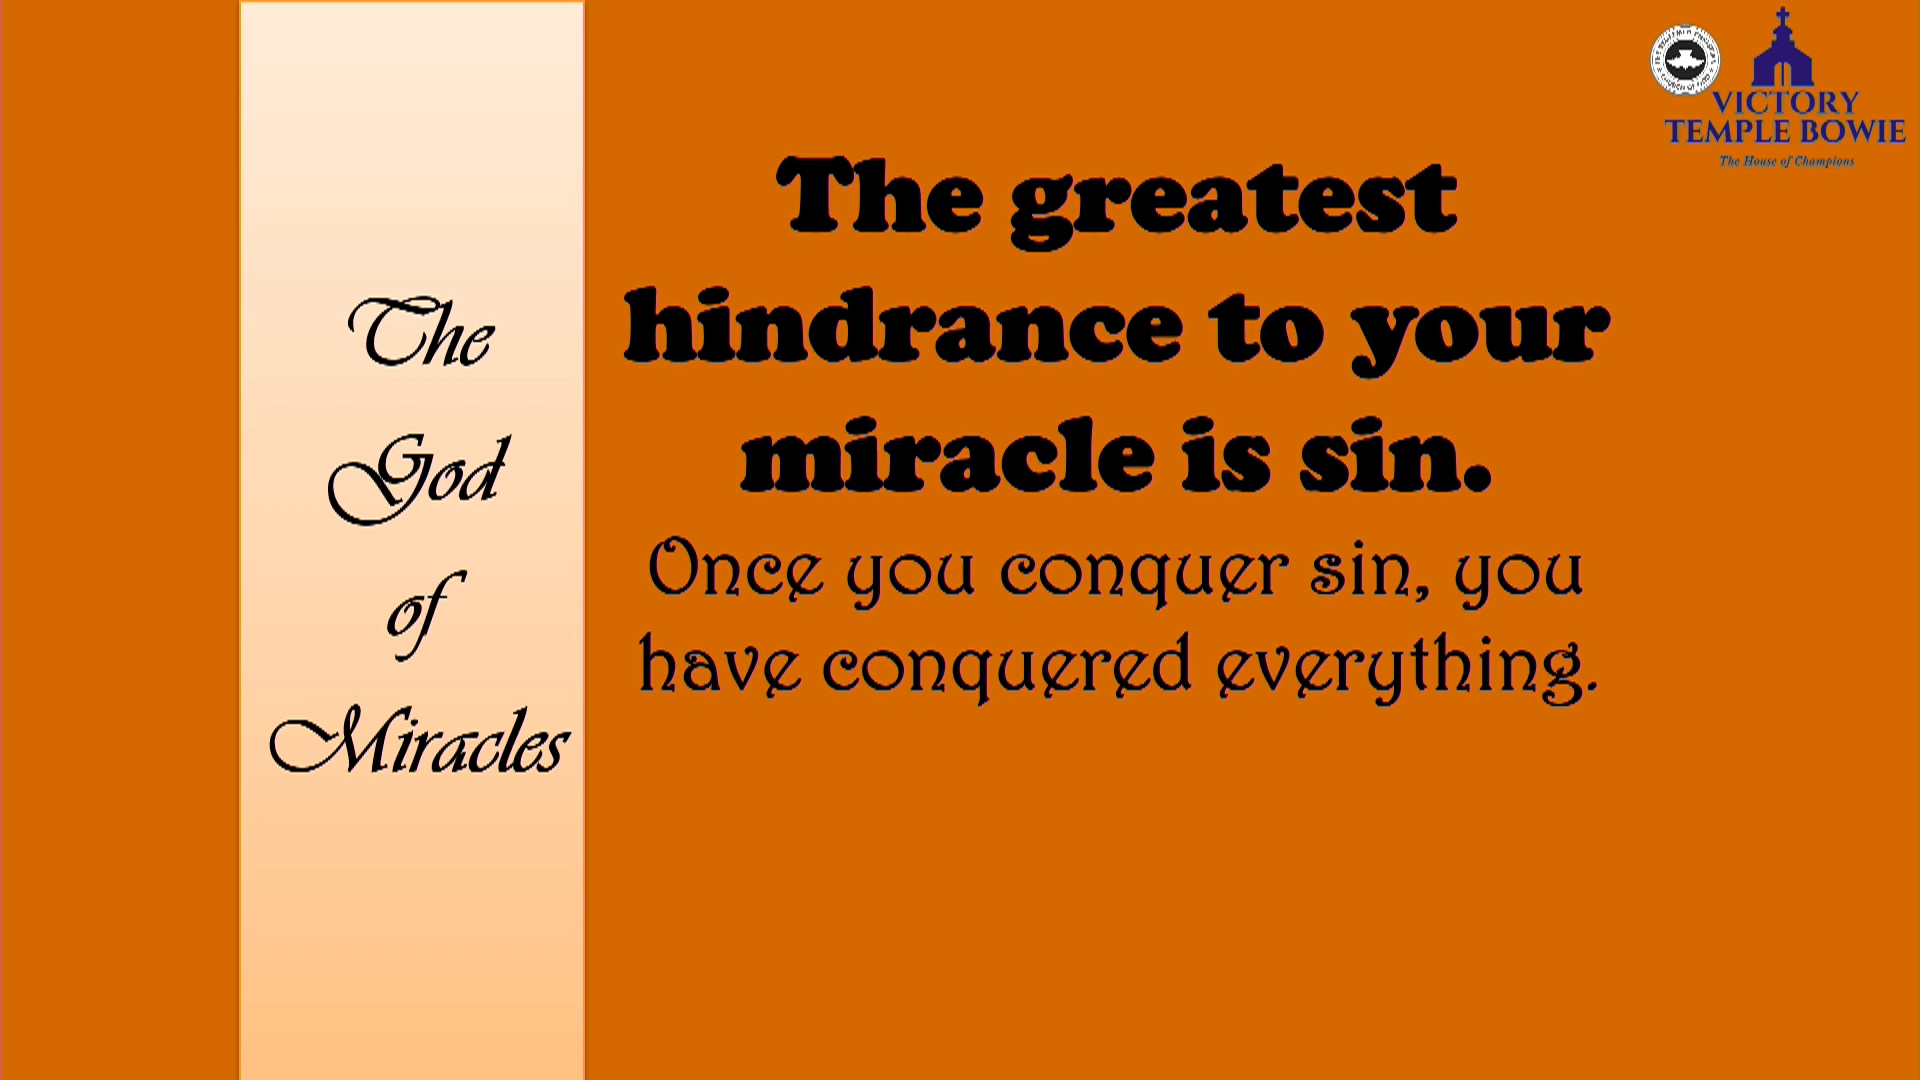 The
God
of
Miracles
The greatest
hindrance to your
miracle is sin.
Once you conquer sin, you
have conquered everything.
VICTORY
TEMPLE BOWIE
The House of Champions